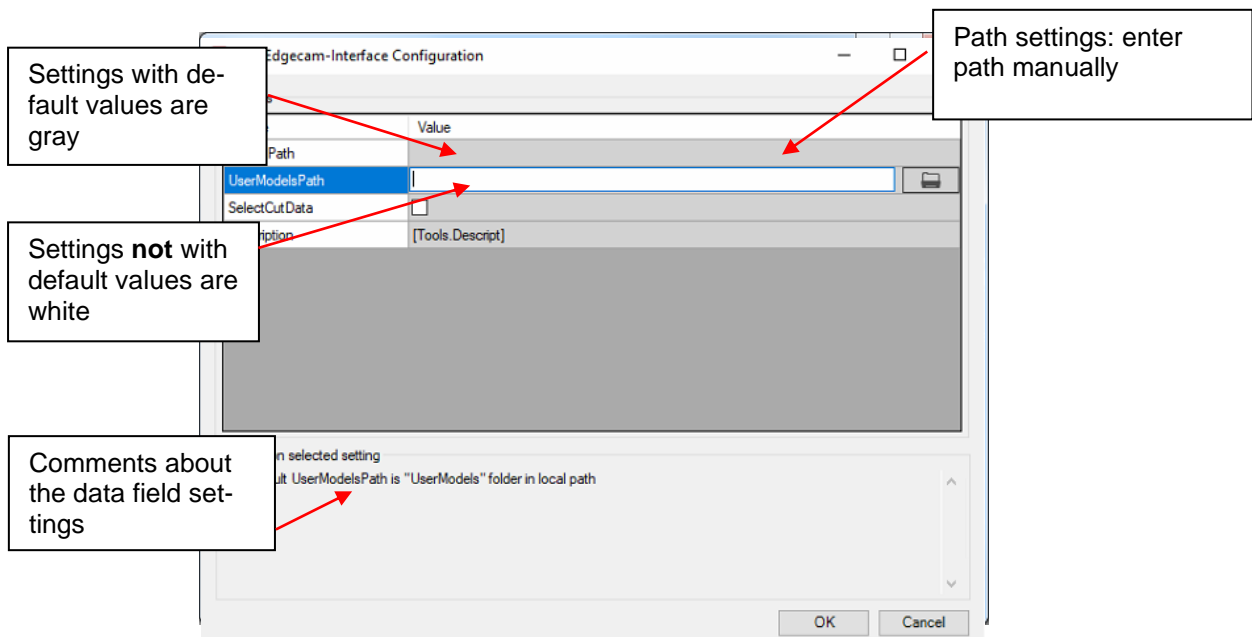 Path settings: enter
path manually
Edgecam-Interface Configuration
Settings with de-
fault values are
gray
Value
Path
UserModelsPath
SelectCutData
[Tools.Descript]
Settings not with
default values are
white
selected setting
UserModelsPath is "UserModels" folder in local path
Comments about
the data field set-
tings
OK Cancel